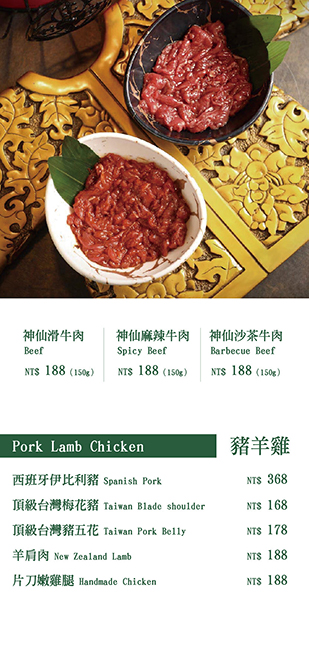 神仙滑牛肉 神仙麻辣牛肉 神仙沙茶牛肉
Beef Spicy Beef Barbecue Beef
NT$ 188 (150g) NT$ 188 (150g) NT$ 188 (150g)
Pork Lamb Chicken 豬羊雞
西班牙伊比利豬 Spanish Pork NT$ 368
頂級台灣梅花豬 Taiwan Blade shoulder NT$ 168
頂級台灣豬五花 Taiwan Pork Belly NT$ 178
羊肩肉 New Zealand Lamb NT$ 188
片刀嫩雞腿 Handmade Chicken NT$ 188